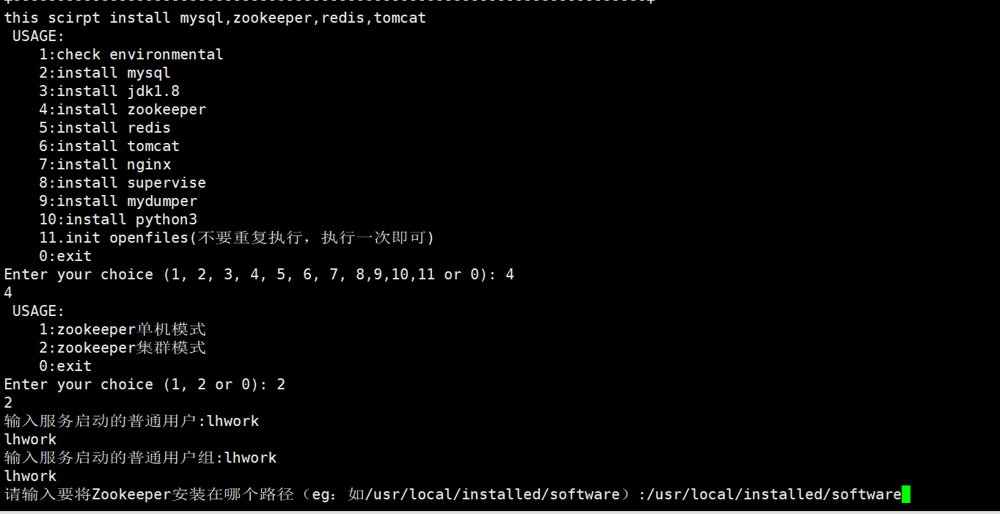 this scirpt install mysql,zookeeper,redis,tomcat
USAGE:
1:check environmental
2:install mysql
3:install jdk1.8
4:install zookeeper
5:install redis
6:install tomcat
7:install nginx
8:install supervise
9:install mydumper
10:install python3
11.init openfiles(不要重复执行，执行一次即可)
0:exit
Enter your choice (1, 2, 3, 4, 5, 6, 7, 8,9,10,11 or 0): 4
4
USAGE:
1:zookeeper单机模式
2:zookeeper集群模式
0:exit
Enter your choice (1, 2 or 0): 2
2
输入服务启动的普通用户:lhwork
lhwork
输入服务启动的普通用户组:lhwork
lhwork
请输入要将Zookeeper安装在哪个路径（eg：如/usr/local/installed/software）:/usr/local/installed/software